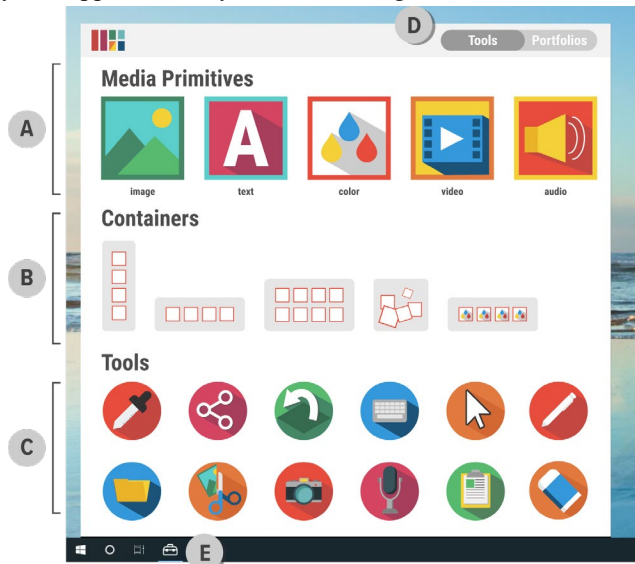 D
Tools Portfolios
Media Primitives
A
A
image text color video audio
Containers
B
Tools
C
E